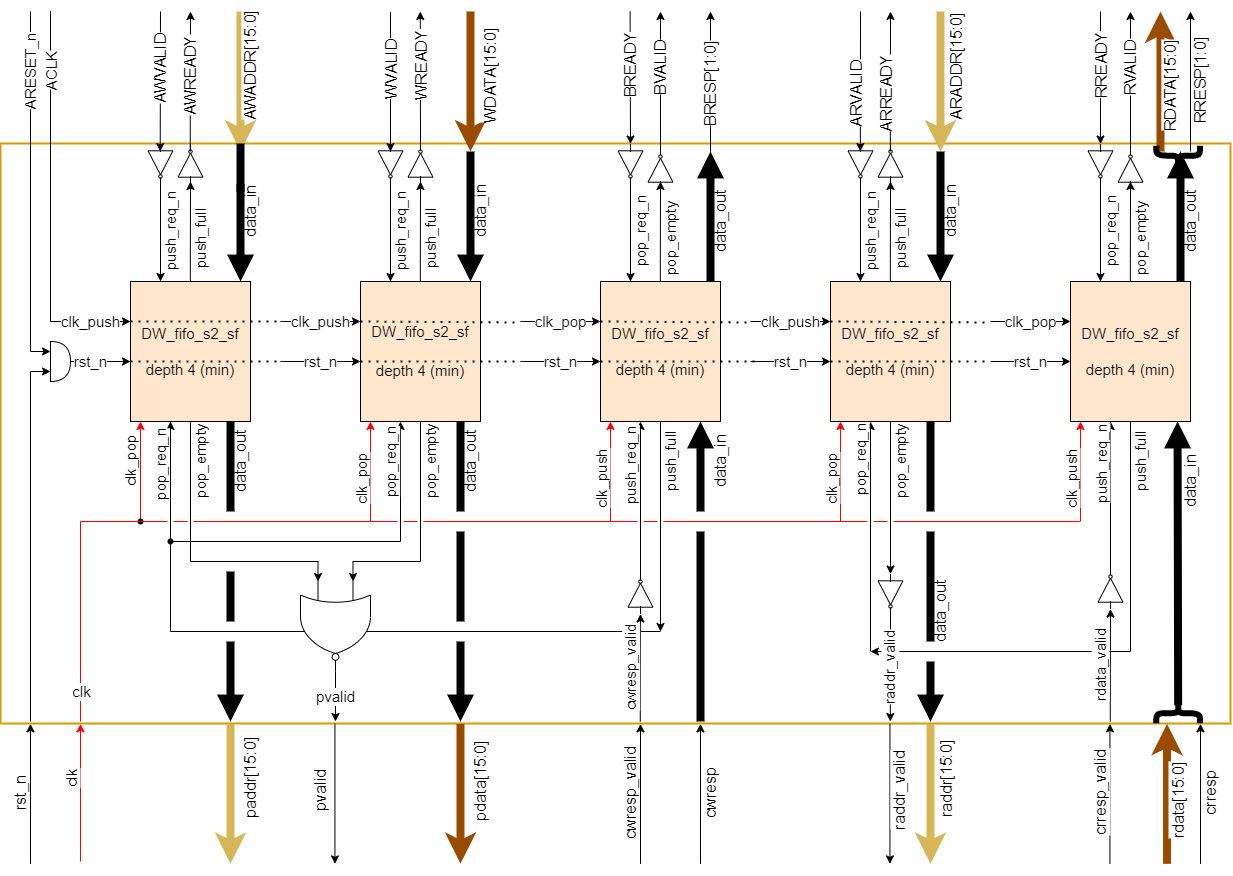 ARESET_n
ACLK
AWVALID
AWREADY
AWADDR[15:0]
WVALID
WREADY
WDATA[15:0]
BREADY
BVALID
BRESP[1:0]
ARVALID
ARREADY
ARADDR[15:0]
RREADY
RVALID
RDATA[15:0]
RRESP[1:0]
push_req_n
push_full
data_in
push_req_n
push_full
data_in
pop_req_n
pop_empty
data_out
push_req_n
push_full
data_in
pop_req_n
pop_empty
data_out
clk_push
DW_fifo_s2_sf
clk_push
DW_fifo_s2_sf
clk_pop
DW_fifo_s2_sf
clk_push
DW_fifo_s2_sf
clk_pop
DW_fifo_s2_sf
rst_n
depth 4 (min)
rst_n
depth 4 (min)
rst_n
depth 4 (min)
rst_n
depth 4 (min)
rst_n
depth 4 (min)
clk_pop
pop_req_n
pop_empty
data_out
clk_pop
pop_req_n
pop_empty
data_out
clk_push
push_req_n
push_full
data_in
clk_pop
pop_req_n
pop_empty
data_out
clk_push
push_req_n
push_full
data_in
data_out
clk
pvalid
cwresp_valid
raddr_valid
rdata_valid
rst_n
clk
paddr[15:0]
pvalid
pdata[15:0]
cwresp_valid
cwresp
raddr_valid
raddr[15:0]
crresp_valid
rdata[15:0]
crresp